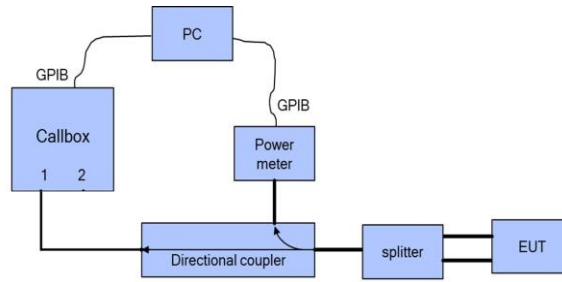 PC
GPIB
GPIB
Callbox
1 2
Power
meter
Directional coupler
splitter
EUT